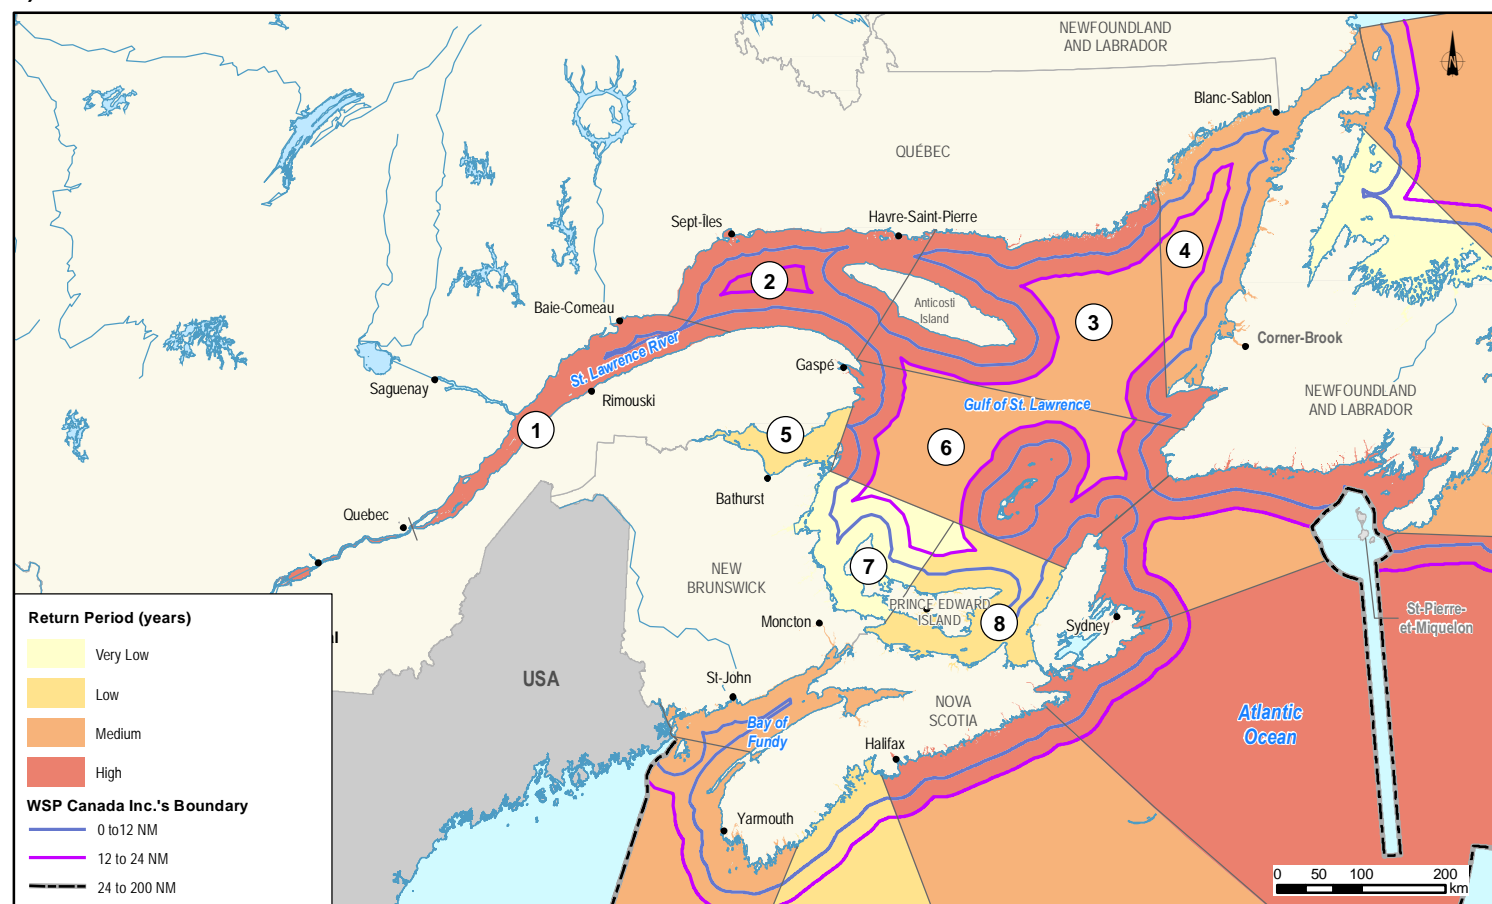 NEWFOUNDLAND
AND LABRADOR
Blanc-Sablon
QUÉBEC
Sept-Îles
Havre-Saint-Pierre
4
2
Anticosti
Island
Baie-Comeau
3
Corner-Brook
St. Lawrence River
Gaspé
Saguenay
Rimouski
NEWFOUNDLAND
AND LABRADOR
Gulf of St. Lawrence
1
5
6
Bathurst
Quebec
7
NEW
BRUNSWICK
PRINCE EDWARD
ISLAND
8
Moncton
Sydney
St-Pierre-
et-Miquelon
USA
St-John
NOVA
SCOTIA
Bay of
Fundy
Atlantic
Ocean
Halifax
Yarmouth
Return Period (years)
Very Low
Low
Medium
High
WSP Canada Inc.'s Boundary
0 to12 NM
12 to 24 NM
24 to 200 NM
0 50 100 200
km